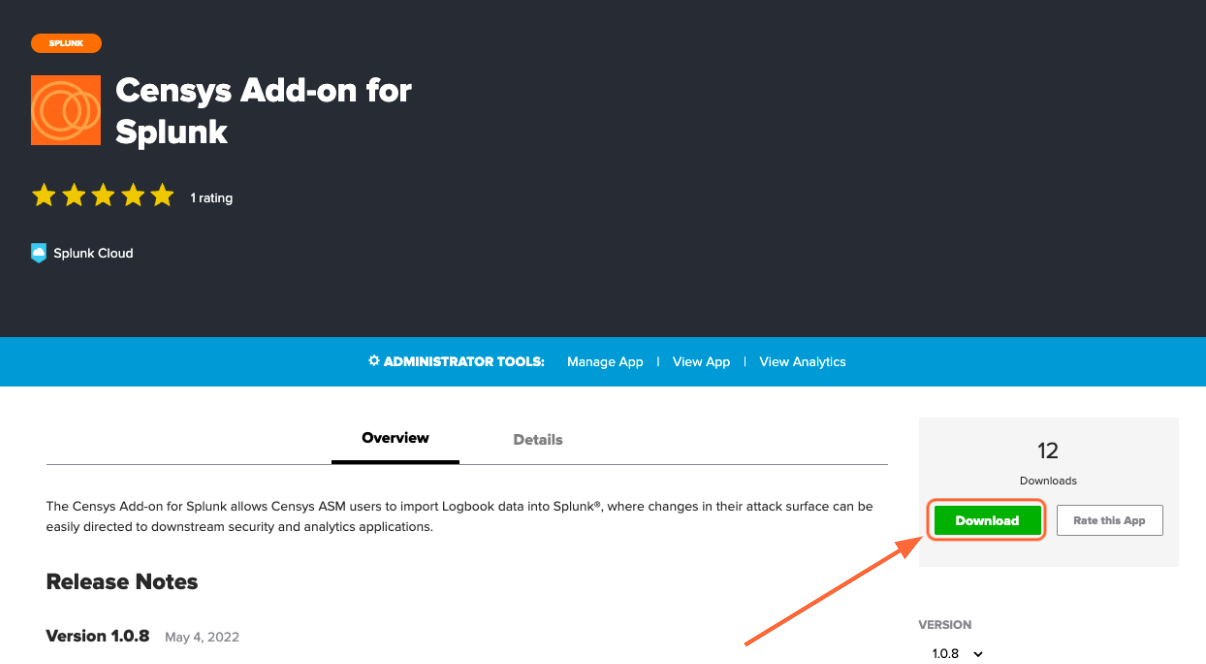 SPLUNK
Censys Add-on for
Splunk
1 rating
Splunk Cloud
ADMINISTRATOR TOOLS: Manage App | View App | View Analytics
Overview Details
The Censys Add-on for Splunk allows Censys ASM users to import Logbook data into Splunk®, where changes in their attack surface can be
easily directed to downstream security and analytics applications.
Release Notes
Version 1.0.8 May 4, 2022
12
Downloads
Download Rate this App
VERSION
1.0.8